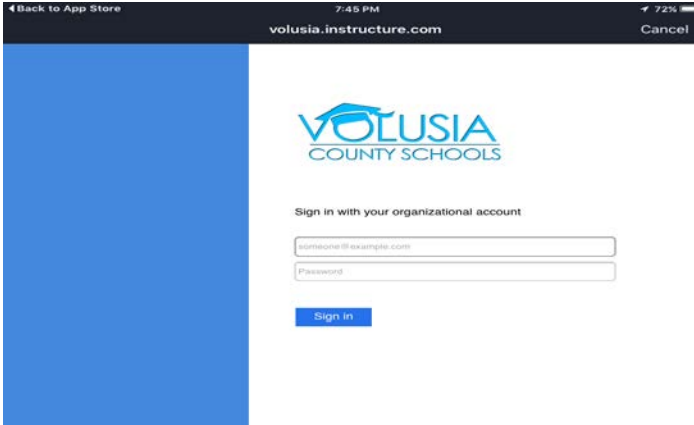 Back to App Store
7:45 PM
72%
volusia.instructure.com
Cancel
VOLUSIA
COUNTY SCHOOLS
Sign in with your organizational account
someone@example.com
Password
Sign in